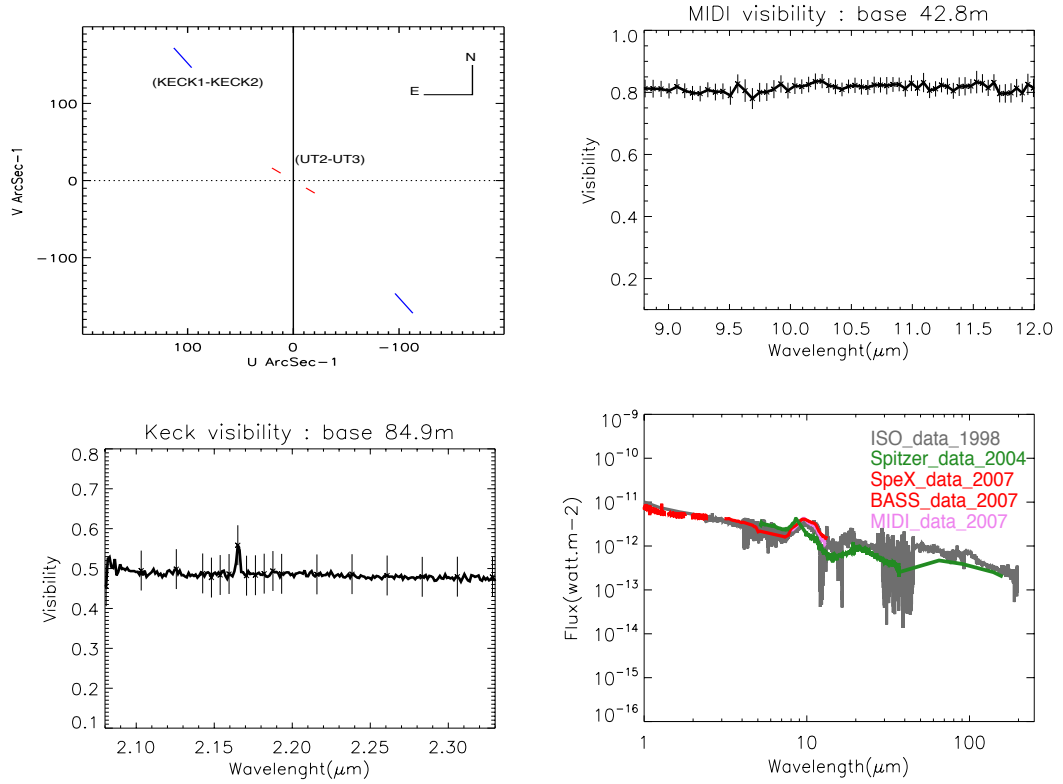 100
0
−100
V ArcSec−1
(KECK1−KECK2)
N
E
(UT2−UT3)
100
0
−100
U ArcSec−1
MIDI visibility : base 42.8m
1.0
0.8
0.6
0.4
0.2
Visibility
9.0
9.5
10.0
10.5
11.0
11.5
12.0
Wavelenght(μm)
Keck visibility : base 84.9m
0.8
0.7
0.6
0.5
0.4
0.3
0.2
0.1
Visibility
2.10
2.15
2.20
2.25
2.30
Wavelenght(μm)
10−9
10−10
10−11
10−12
10−13
10−14
10−15
10−16
Flux(watt.m−2)
ISO_data_1998
Spitzer_data_2004
SpeX_data_2007
BASS_data_2007
MIDI_data_2007
1
10
100
Wavelength(μm)